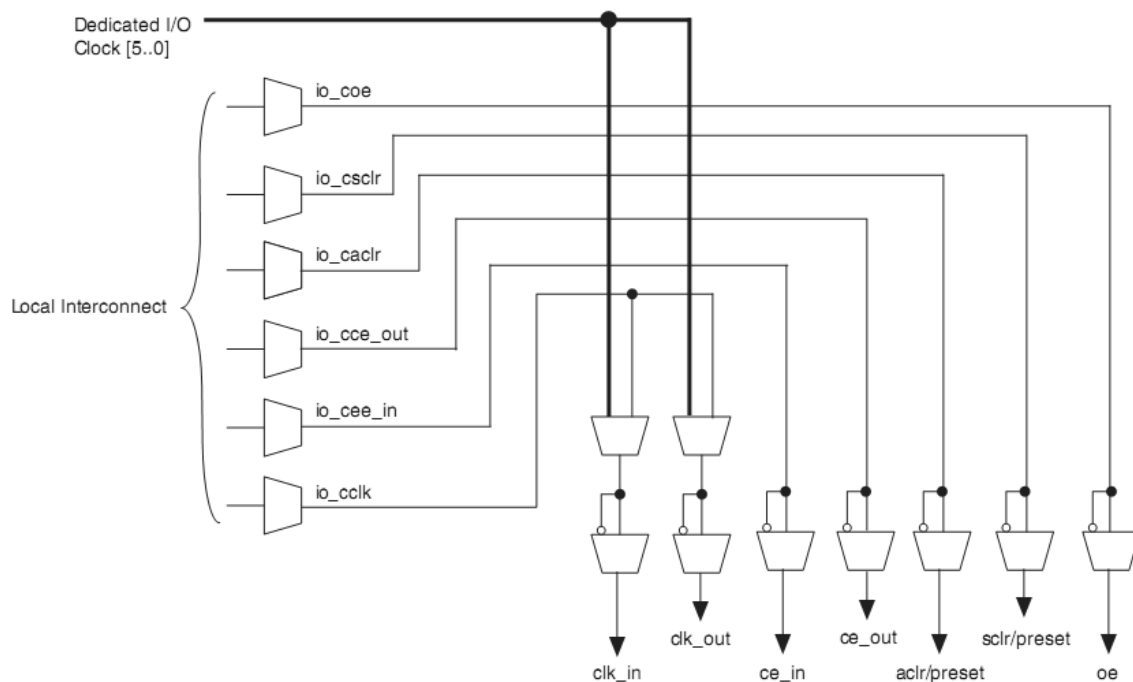 Dedicated I/O
Clock [5..0]
io_coe
io_csclr
io_caclr
Local Interconnect
io_cce_out
io_cee_in
io_cclk
clk_out
ce_out
sclr/preset
clk_in
ce_in
aclr/preset
oe